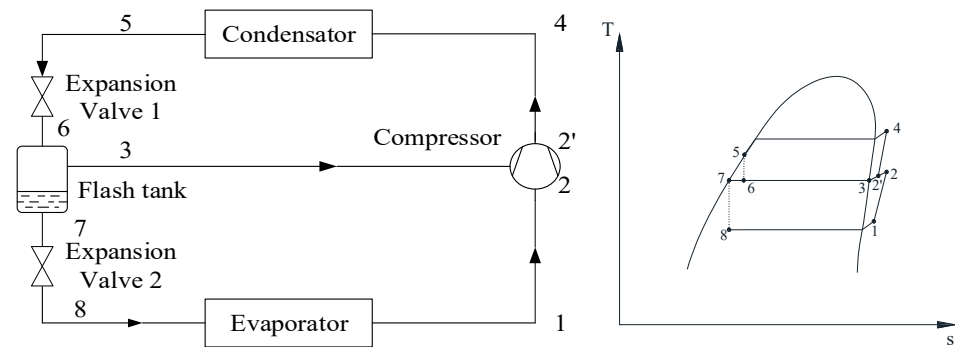 5
Condensator
4
Expansion
Valve 1
6
3
Compressor
2'
2
Flash tank
7
Expansion
Valve 2
8
Evaporator
1
T
4
5
7
6
3
2'
2
8
1
s